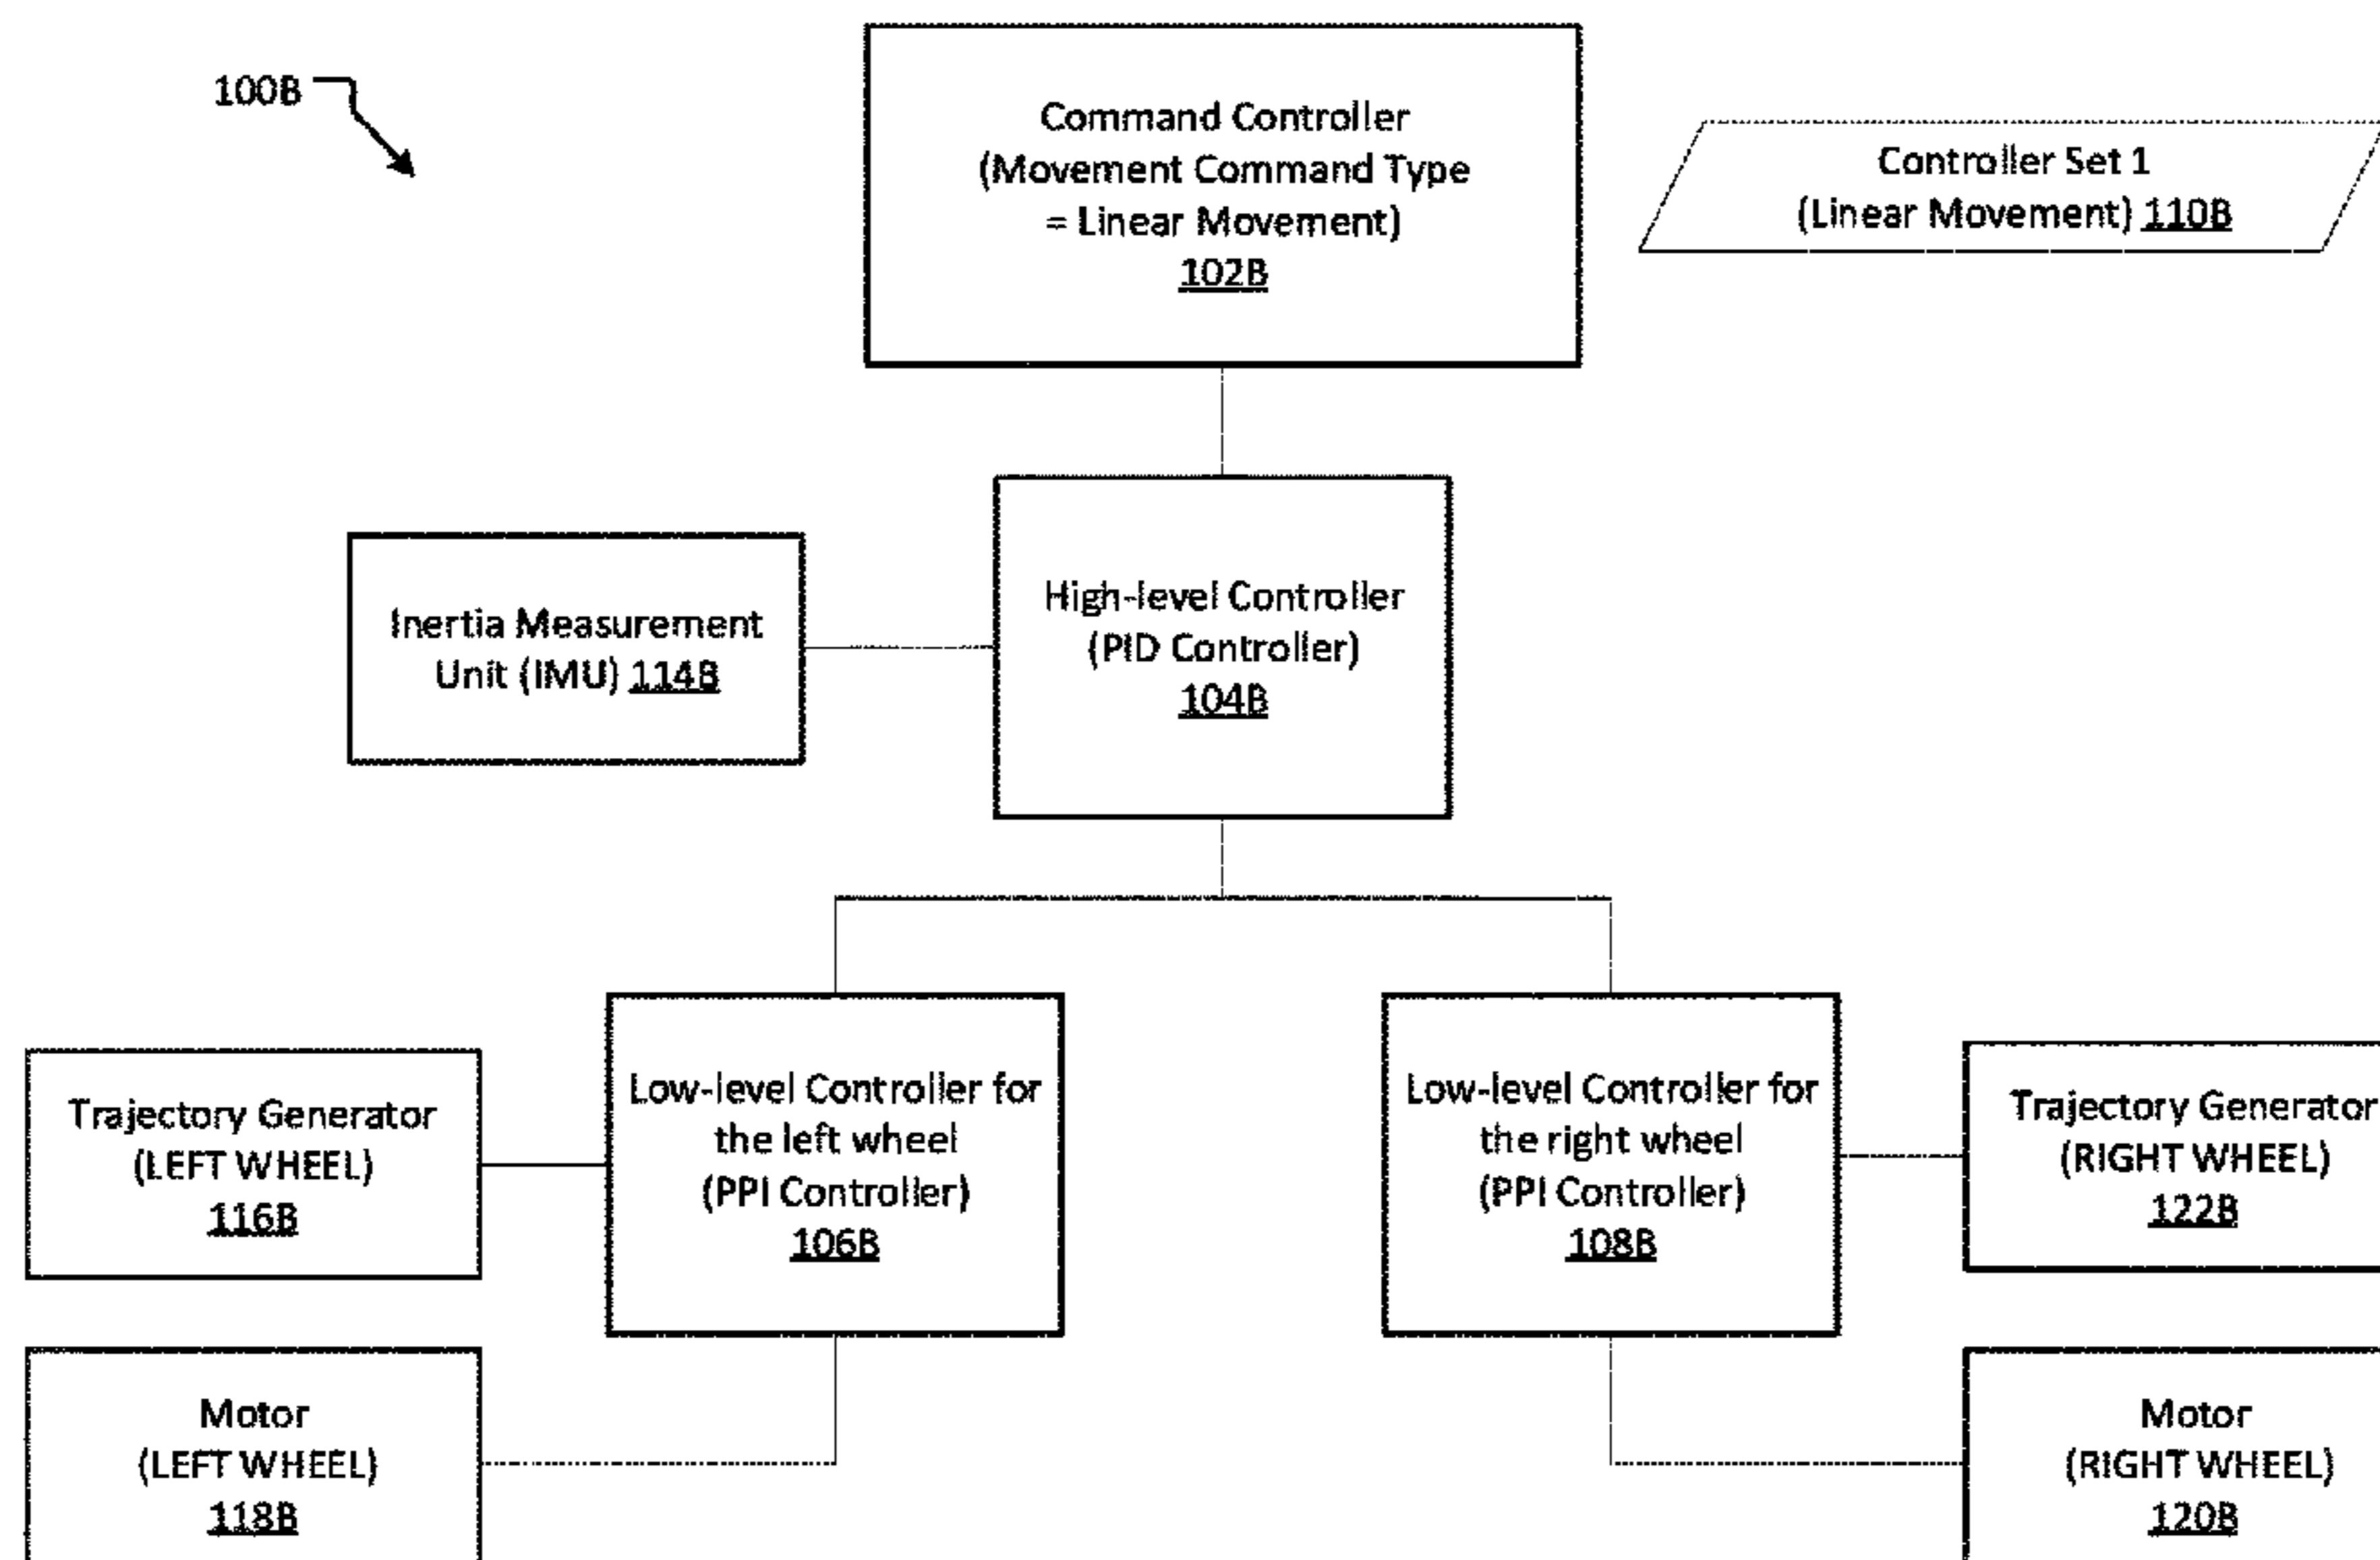 100B
Command Controller
(Movement Command Type
= Linear Movement)
102B
Controller Set 1
(Linear Movement) 110B
Inertia Measurement
Unit (IMU) 114B
High-level Controller
(PID Controller)
104B
Trajectory Generator
(LEFT WHEEL)
116B
Low-level Controller for
the left wheel
(PPI Controller)
106B
Low-level Controller for
the right wheel
(PPI Controller)
108B
Trajectory Generator
(RIGHT WHEEL)
122B
Motor
(LEFT WHEEL)
118B
Motor
(RIGHT WHEEL)
120B